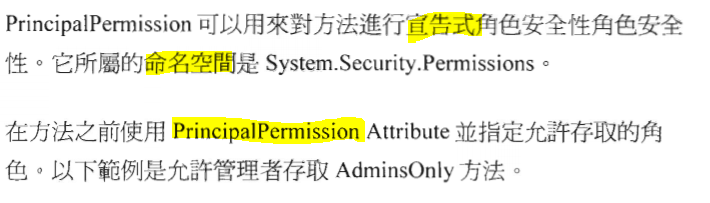 PrincipalPermission 可以用來對方法進行宣告式角色安全性角色安全
性。它所屬的命名空間是 System.Security.Permissions。
在方法之前使用 PrincipalPermission Attribute 並指定允許存取的角
色。以下範例是允許管理者存取 AdminsOnly 方法。